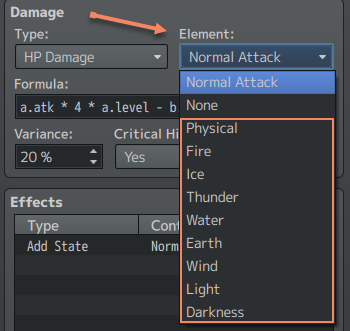 Damage
Type:
Element:
HP Damage
Normal Attack
Normal Attack
None
Physical
Fire
Ice
Thunder
Water
Earth
Wind
Light
Darkness
Formula:
a.atk * 4 * a.level - b
Variance:
Critical Hi
20 %
Yes
Effects
Type
Cont
Add State
Norm